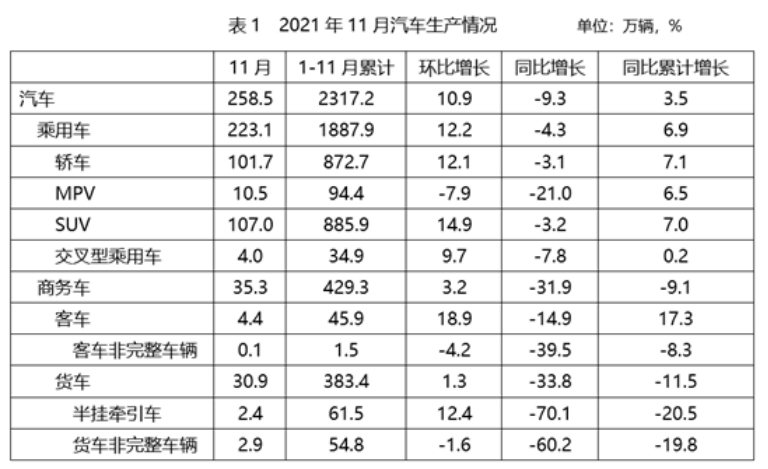 表 1 2021 年 11 月汽车生产情况 单位：万辆，%
11 月 1-11 月累计 环比增长 同比增长 同比累计增长
汽车 258.5 2317.2 10.9 -9.3 3.5
乘用车 223.1 1887.9 12.2 -4.3 6.9
轿车 101.7 872.7 12.1 -3.1 7.1
MPV 10.5 94.4 -7.9 -21.0 6.5
SUV 107.0 885.9 14.9 -3.2 7.0
交叉型乘用车 4.0 34.9 9.7 -7.8 0.2
商务车 35.3 429.3 3.2 -31.9 -9.1
客车 4.4 45.9 18.9 -14.9 17.3
客车非完整车辆 0.1 1.5 -4.2 -39.5 -8.3
货车 30.9 383.4 1.3 -33.8 -11.5
半挂牵引车 2.4 61.5 12.4 -70.1 -20.5
货车非完整车辆 2.9 54.8 -1.6 -60.2 -19.8